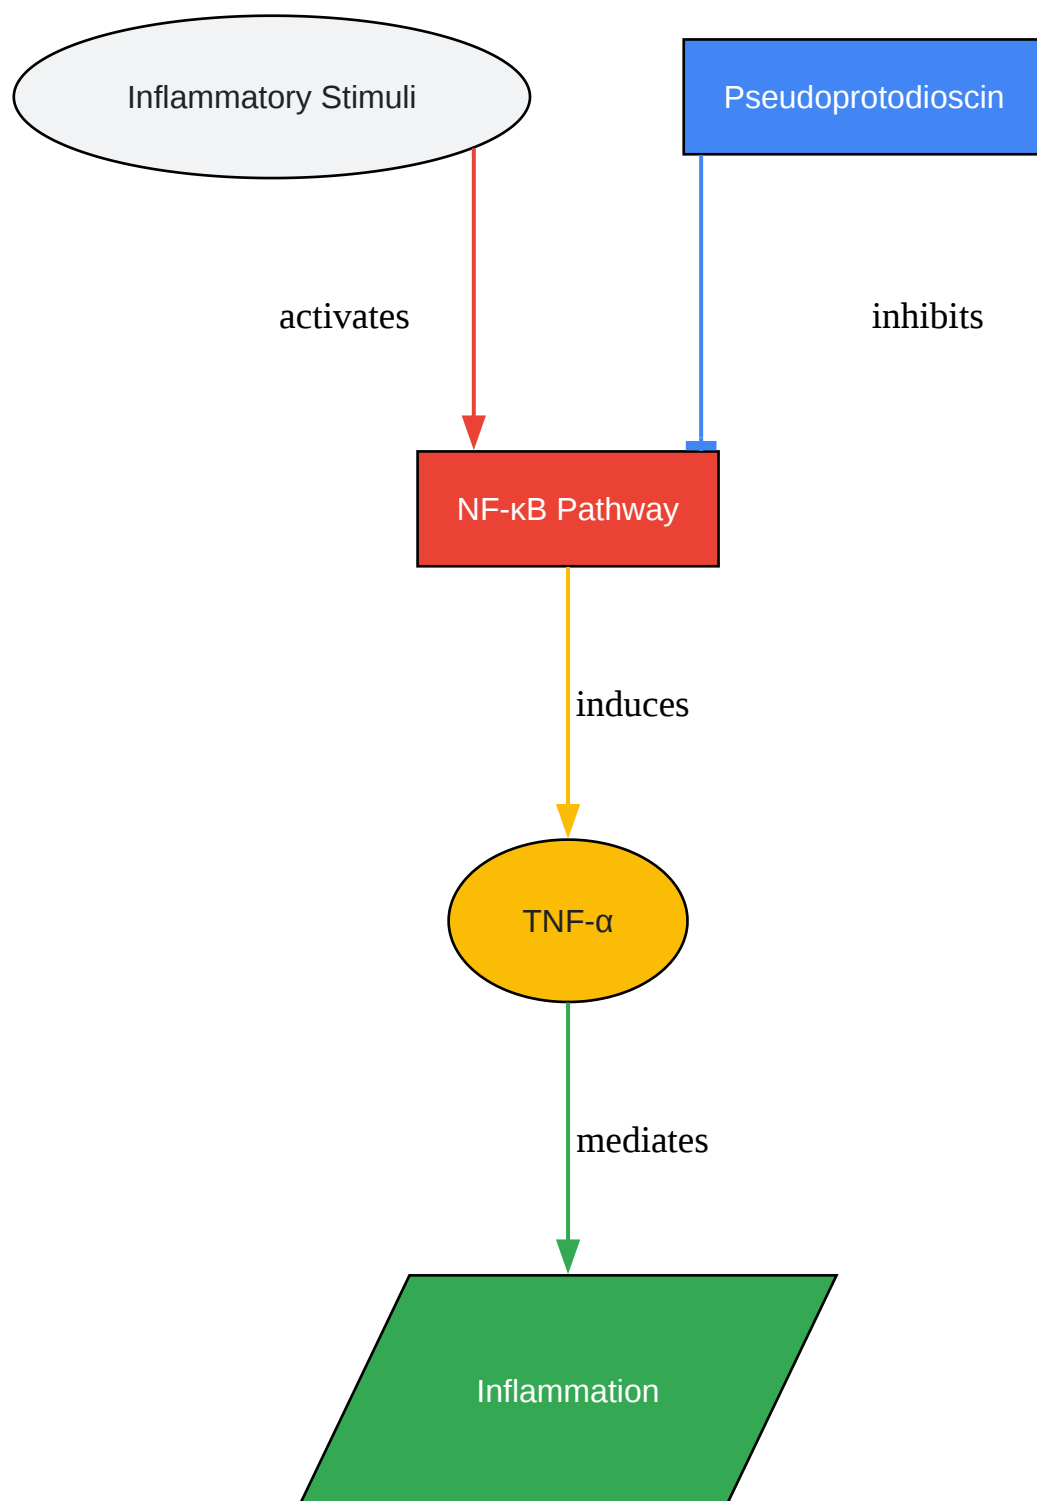 Inflammatory Stimuli
Pseudoprotodioscin
activates
inhibits
NF-κB Pathway
induces
TNF-α
mediates
Inflammation